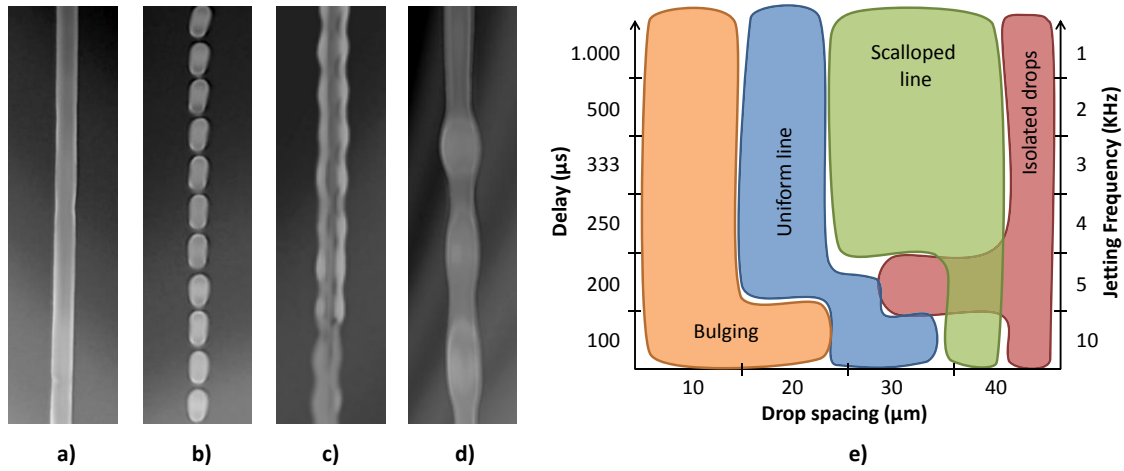 Delay (µs)
1.000
500
333
250
200
100
Bulging
Uniform line
Scalloped
line
Isolated drops
1
2
3
4
5
10
Jetting Frequency (KHz)
10 20 30 40
Drop spacing (µm)
a) b) c) d) e)